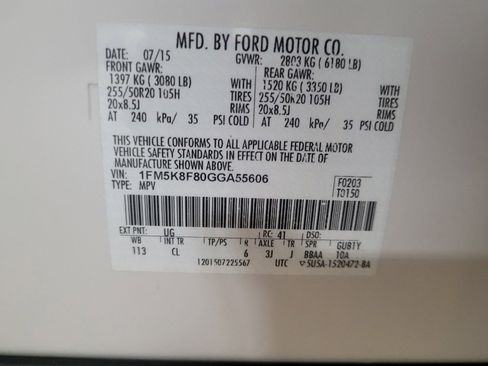 MFD. BY FORD MOTOR CO.
DATE: 07/15 GVWR: 2803 KG ( 6180 LB)
FRONT GAWR: REAR GAWR:
1397 KG ( 3080 LB) WITH 1520 KG ( 3350 LB) WITH
255/50R20 105H TIRES 255/50R20 105H TIRES
20x8.5J RIMS 20x8.5J RIMS
AT 240 kPa/ 35 PSI COLD AT 240 kPa/ 35 PSI COLD
THIS VEHICLE CONFORMS TO ALL APPLICABLE FEDERAL MOTOR
VEHICLE SAFETY STANDARDS IN EFFECT ON THE DATE OF
MANUFACTURE SHOWN ABOVE.
VIN: 1FM5K8F80GGA55606 F0203
TYPE: MPV T0150
EXT PNT: UG RC: 41 DSO:
WB INT TR TP/PS R AXLE TR SPR GUB1Y
113 CL 6 3J J BBAA 10A
1201507225567 UTC ▽5U5A-1520472-BA